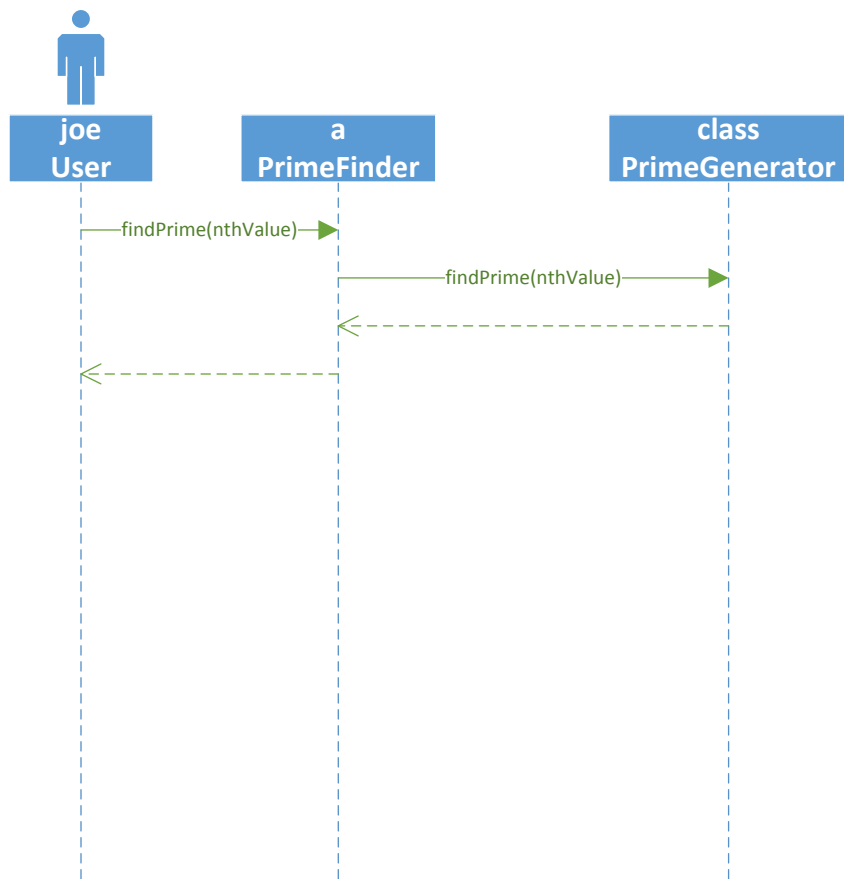 joe
User
a
PrimeFinder
class
PrimeGenerator
findPrime(nthValue)
findPrime(nthValue)